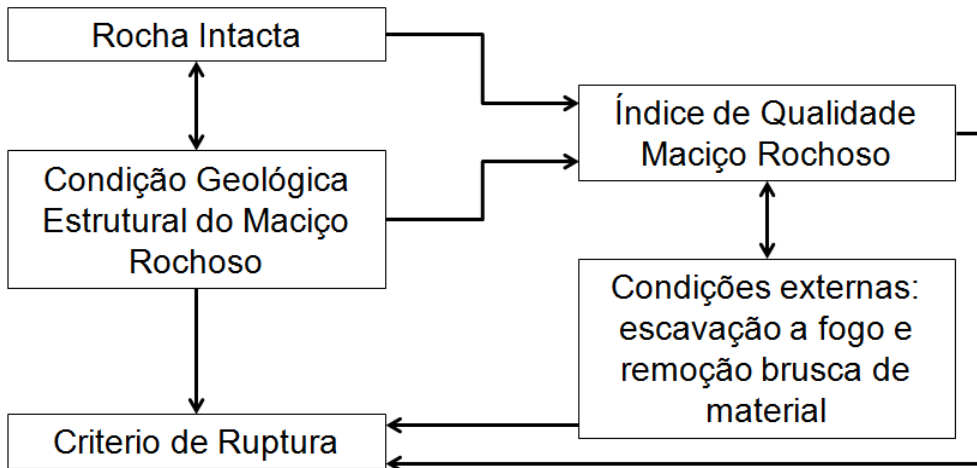 Rocha Intacta
Índice de Qualidade
Maciço Rochoso
Condição Geológica
Estrutural do Maciço
Rochoso
Condições externas:
escavação a fogo e
remoção brusca de
material
Criterio de Ruptura